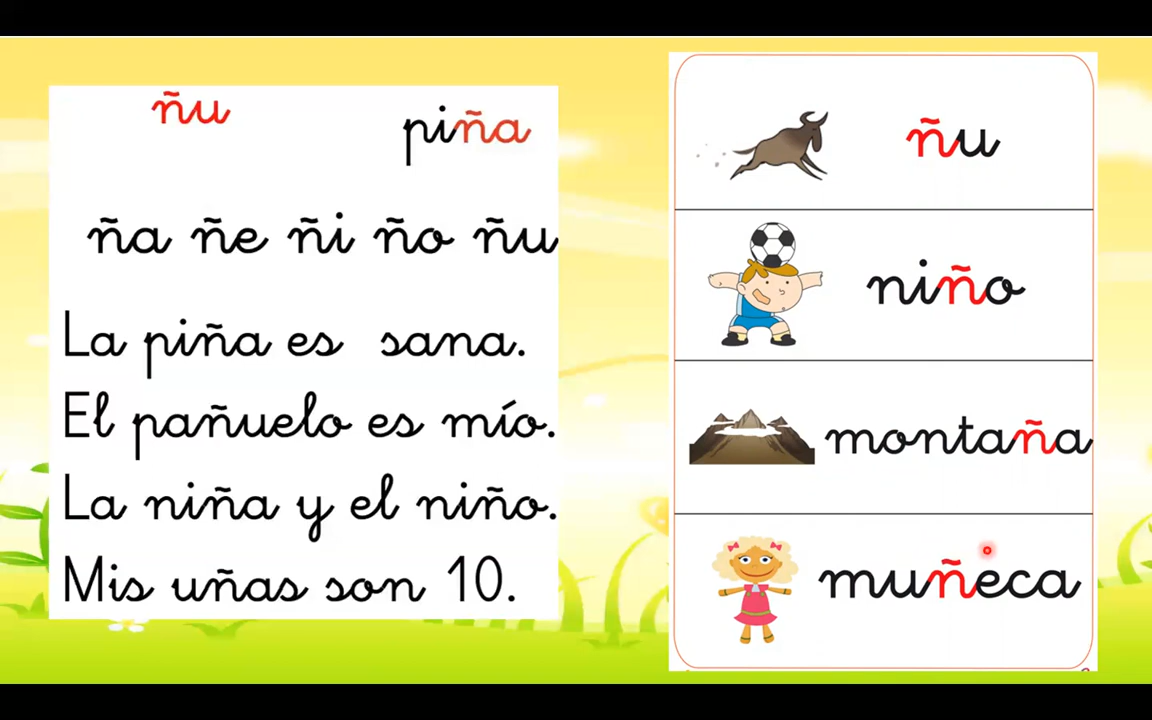 ñu
piña
ña ñe ñi ño ñu
La piña es sana.
El pañuelo es mío.
La niña y el niño.
Mis uñas son 10.
ñu
niño
montaña
muñeca